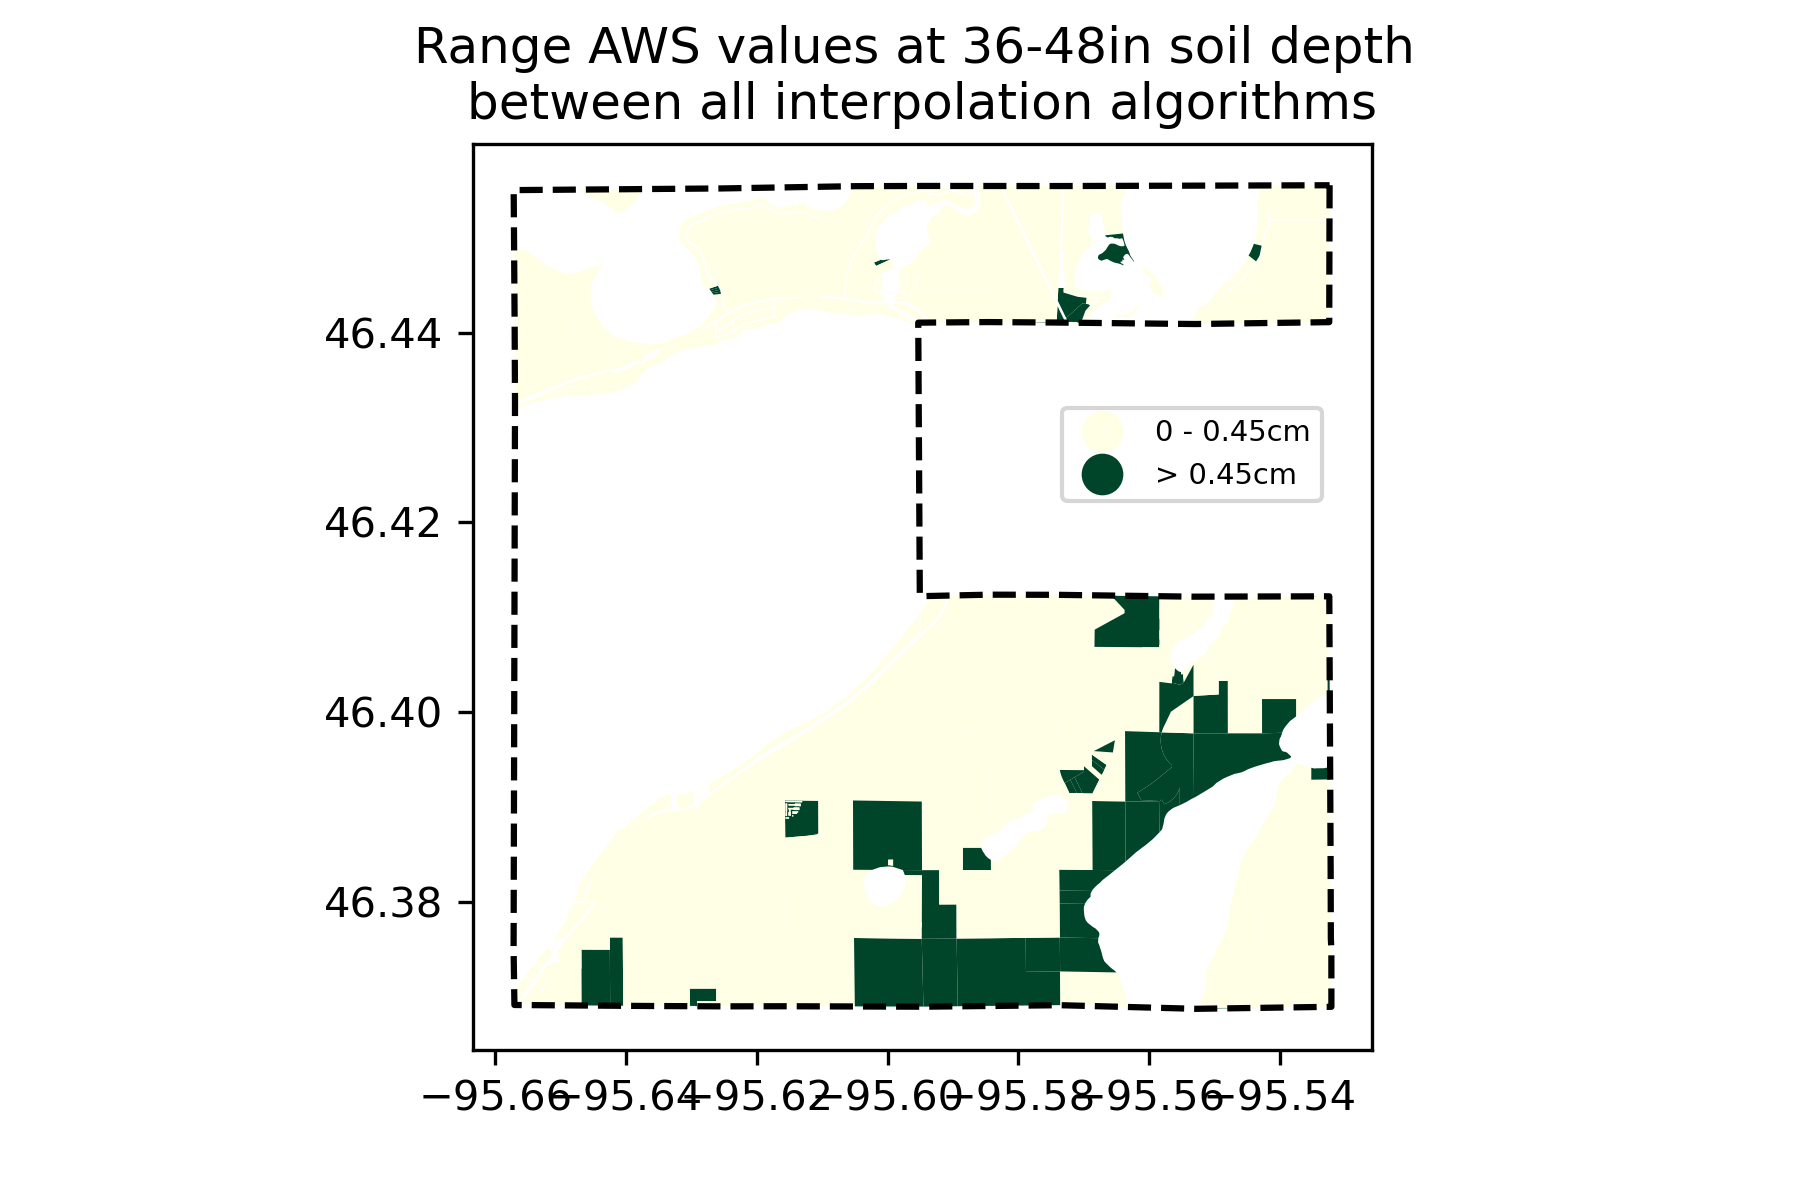 Range AWS values at 36-48in soil depth
between all interpolation algorithms
46.44
0 - 0.45cm
> 0.45cm
46.42
46.40
46.38
−95.66 −95.64 −95.62 −95.60 −95.58 −95.56 −95.54